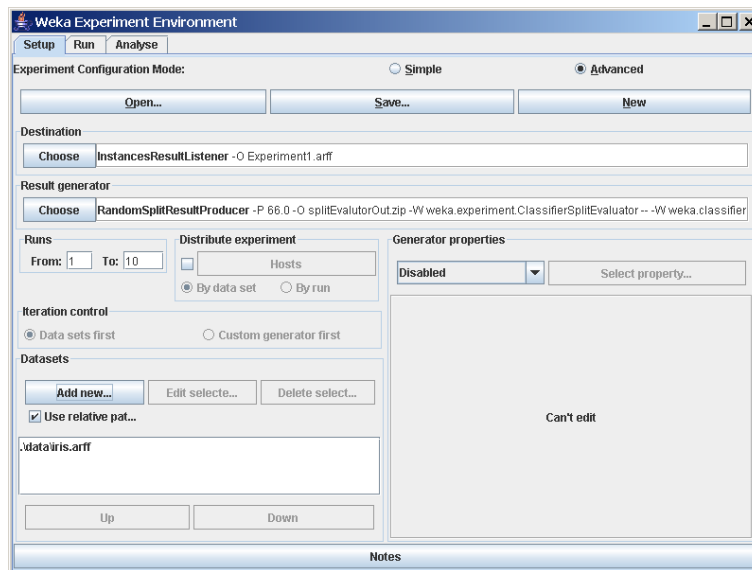 Weka Experiment Environment
Setup Run Analyse
Experiment Configuration Mode: Simple Advanced
Open... Save... New
Destination
Choose InstancesResultListener -O Experiment1.arff
Result generator
Choose RandomSplitResultProducer -P 66.0 -O splitEvalutorOut.zip -W weka.experiment.ClassifierSplitEvaluator -- -W weka.classifier
Runs Distribute experiment Generator properties
From: 1 To: 10 Hosts Disabled Select property...
By data set By run
Iteration control
Data sets first Custom generator first
Datasets
Add new... Edit selecte... Delete select...
Use relative pat... Can't edit
.\data\iris.arff
Up Down
Notes